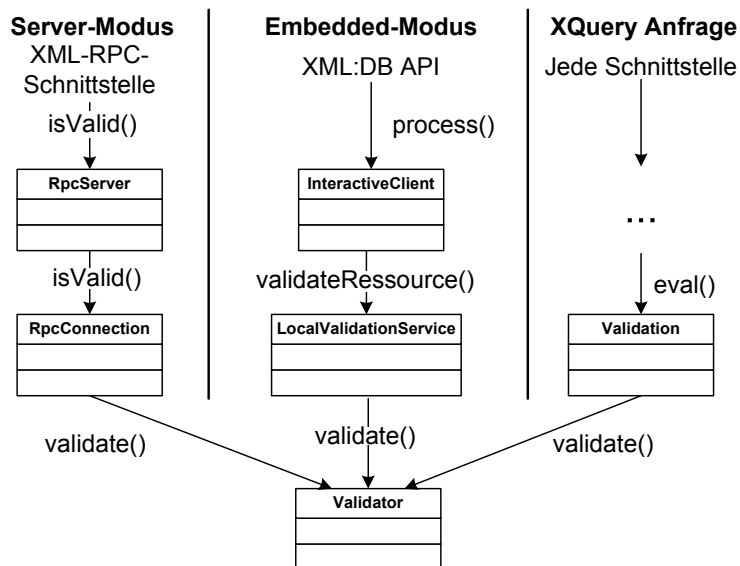 Server-Modus
XML-RPC-
Schnittstelle
isValid()
RpcServer
isValid()
RpcConnection
validate()
Embedded-Modus
XML:DB API
process()
InteractiveClient
validateRessource()
LocalValidationService
validate()
XQuery Anfrage
Jede Schnittstelle
...
eval()
Validation
validate()
Validator